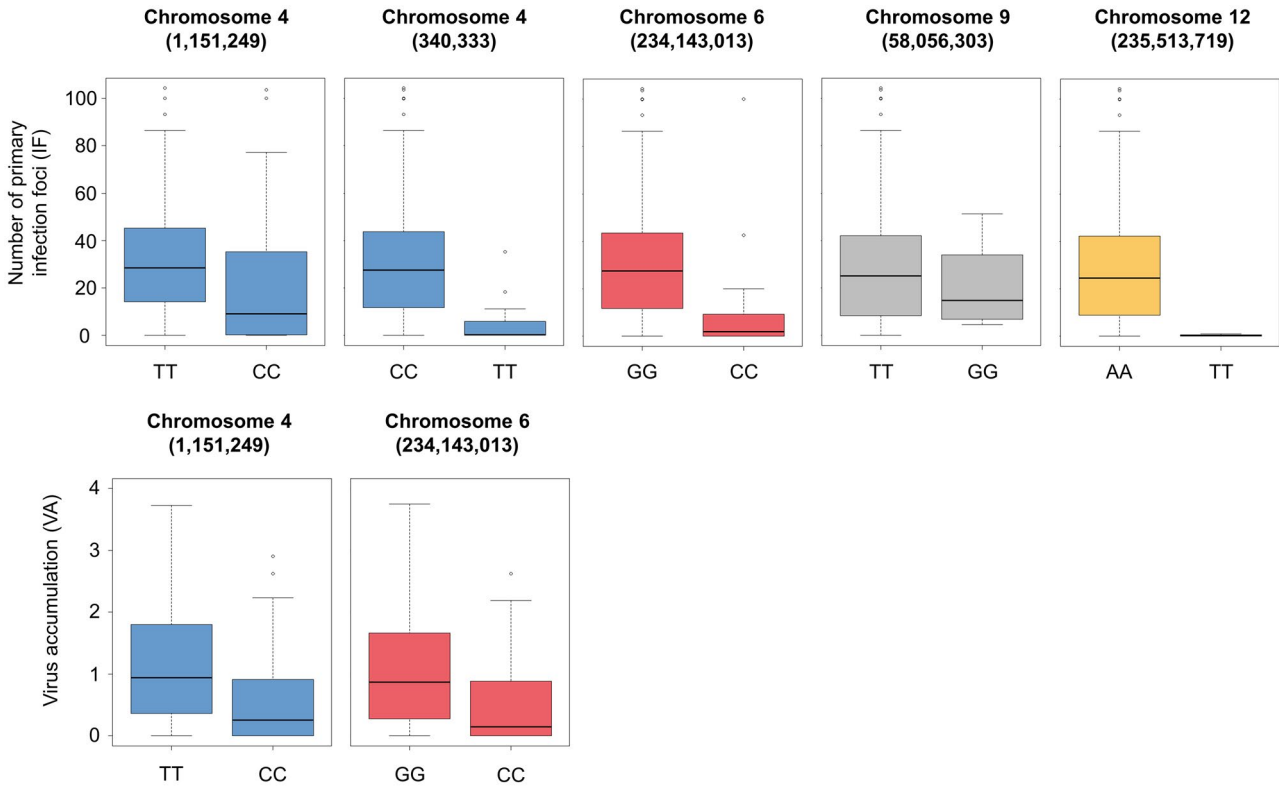 Chromosome 4
(1,151,249)
Chromosome 4
(340,333)
Chromosome 6
(234,143,013)
Chromosome 9
(58,056,303)
Chromosome 12
(235,513,719)
Number of primary
infection foci (IF)
100
80
60
40
20
0
TT
CC
CC
TT
GG
CC
TT
GG
AA
TT
Chromosome 4
(1,151,249)
Chromosome 6
(234,143,013)
Virus accumulation (VA)
4
3
2
1
0
TT
CC
GG
CC